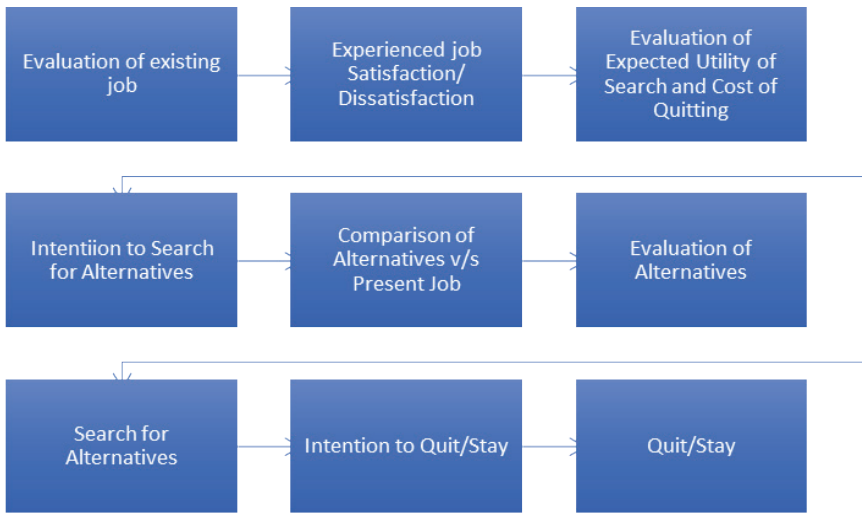 Evaluation of existing
job
Experienced job
Satisfaction/
Dissatisfaction
Evaluation of
Expected Utility of
Search and Cost of
Quitting
Intentiion to Search
for Alternatives
Comparison of
Alternatives v/s
Present Job
Evaluation of
Alternatives
Search for
Alternatives
Intention to Quit/Stay
Quit/Stay